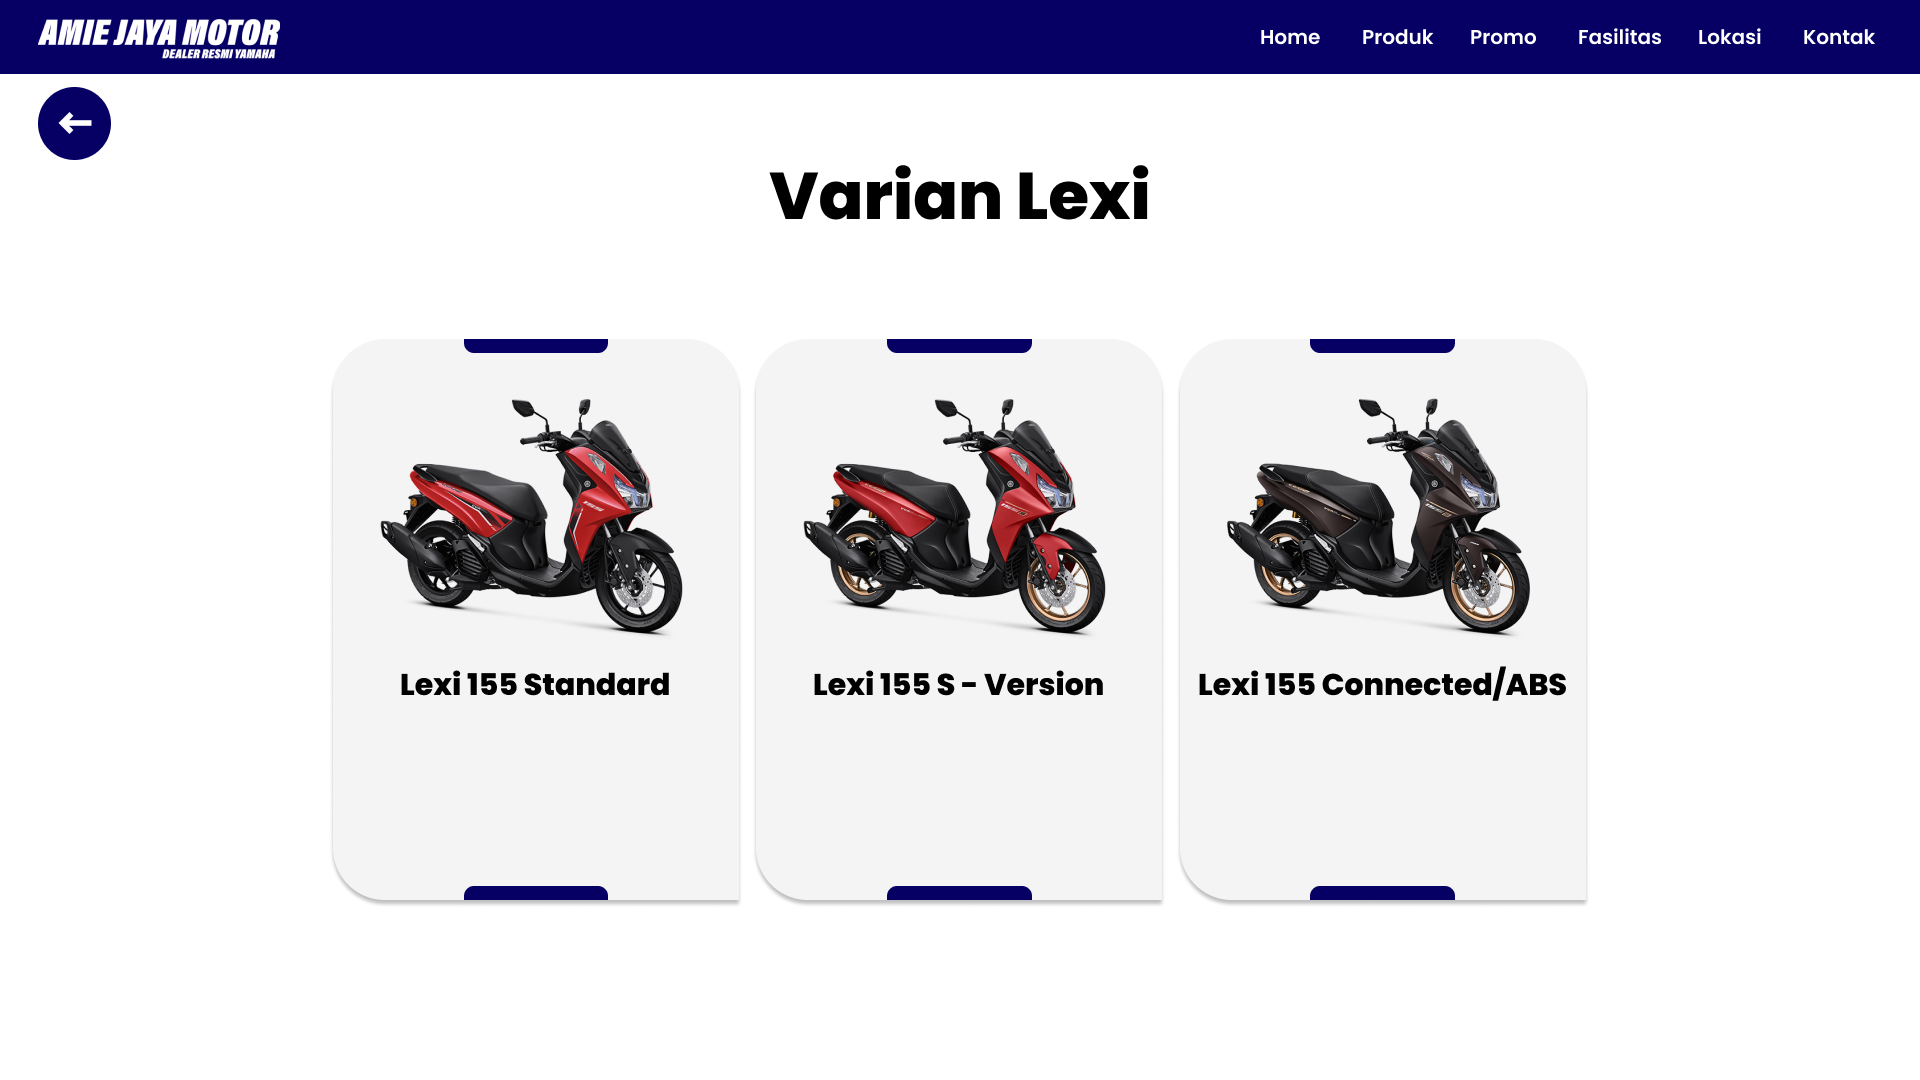 AMIE JAYA MOTOR
DEALER RESMI YAMAHA
Home Produk Promo Fasilitas Lokasi Kontak
Varian Lexi
Lexi 155 Standard
Lexi 155 S - Version
Lexi 155 Connected/ABS